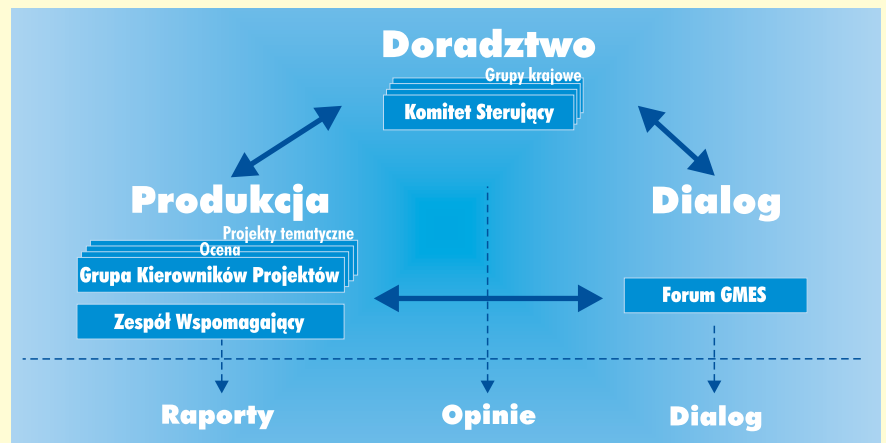 Doradztwo
Grupy krajowe
Komitet Sterujący
Produkcja
Projekty tematyczne
Ocena
Grupa Kierowników Projektów
Zespół Wspomagający
Dialog
Forum GMES
Raporty
Opinie
Dialog